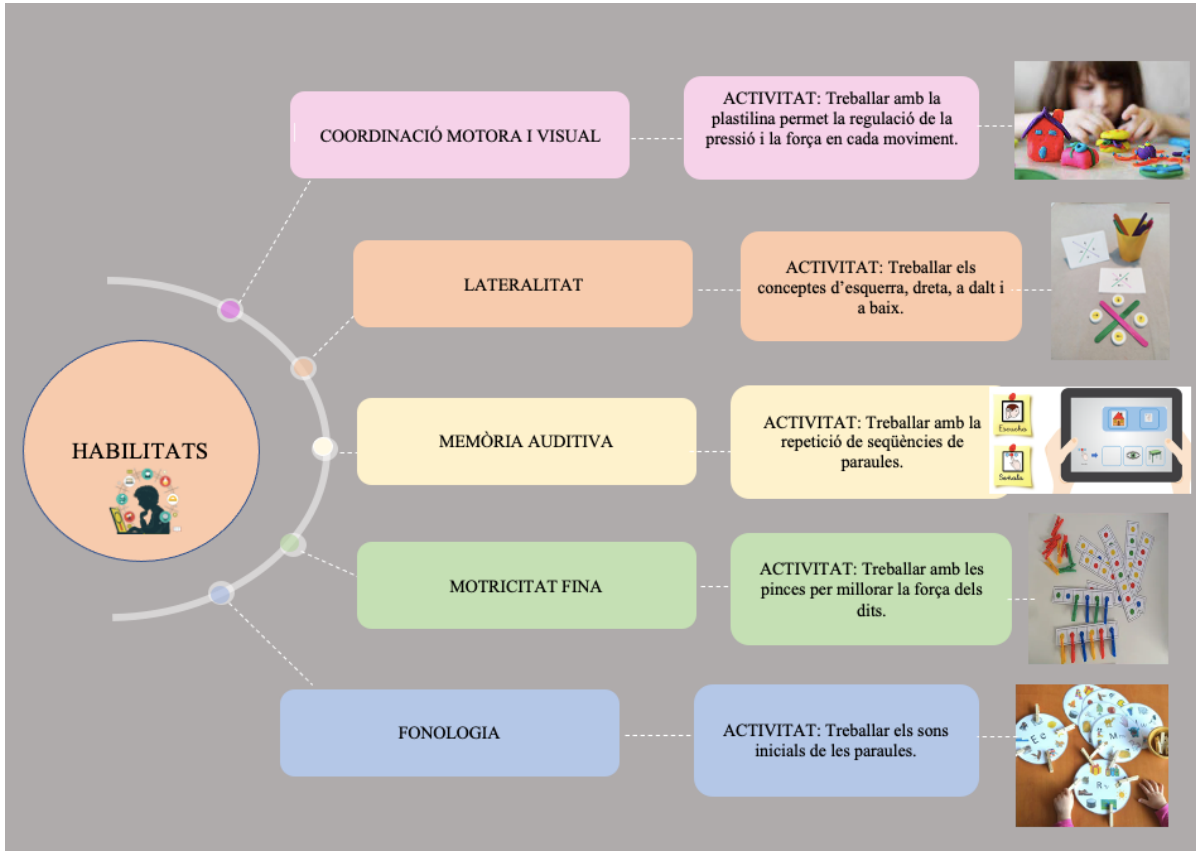 COORDINACIÓ MOTORA I VISUAL
ACTIVITAT: Treballar amb la
plastilina permet la regulació de la
pressió i la força en cada moviment.
LATERALITAT
ACTIVITAT: Treballar els
conceptes d’esquerra, dreta, a dalt i
a baix.
HABILITATS
MEMÒRIA AUDITIVA
ACTIVITAT: Treballar amb la
repetició de seqüències de
paraules.
Escucho
Señala
MOTRICITAT FINA
ACTIVITAT: Treballar amb les
pinces per millorar la força dels
dits.
FONOLOGIA
ACTIVITAT: Treballar els sons
inicials de les paraules.
E c
M
R